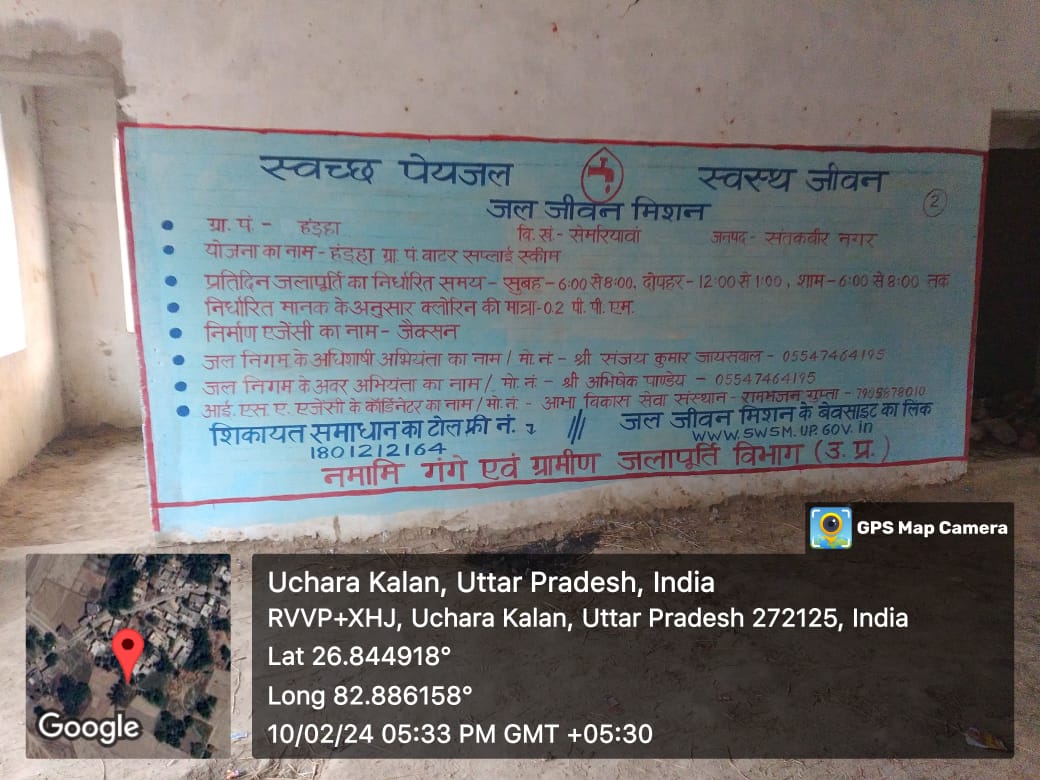 स्वच्छ पेयजल स्वस्थ जीवन
जल जीवन मिशन
2
• ग्रा. पं. - हंड़हा वि. खं. - सेमरियावां जनपद - संतकबीर नगर
• योजना का नाम - हंड़हा ग्रा. पं. वाटर सप्लाई स्कीम
• प्रतिदिन जलापूर्ति का निर्धारित समय - सुबह - 6:00 से 8:00, दोपहर - 12:00 से 1:00, शाम - 6:00 से 8:00 तक
• निर्धारित मानक के अनुसार क्लोरिन की मात्रा - 0.2 पी. पी. एम.
• निर्माण एजेंसी का नाम - जैक्सन
• जल निगम के अधिशाषी अभियंता का नाम / मो. नं - श्री संजय कुमार जायसवाल - 05547464195
• जल निगम के अवर अभियंता का नाम / मो. नं. - श्री अभिषेक पाण्डेय - 05547464195
• आई. एस. ए. एजेंसी के कॉर्डिनेटर का नाम / मो. नं. - आभा विकास सेवा संस्थान - रामभजन गुप्ता - 7905878010
शिकायत समाधान का टोल फ्री नं. /// जल जीवन मिशन के बेवसाइट का लिंक
1801212164 WWW.SWSM.UP.GOV.in
नमामि गंगे एवं ग्रामीण जलापूर्ति विभाग (उ. प्र.)
GPS Map Camera
Uchara Kalan, Uttar Pradesh, India
RVVP+XHJ, Uchara Kalan, Uttar Pradesh 272125, India
Lat 26.844918°
Long 82.886158°
10/02/24 05:33 PM GMT +05:30
Google